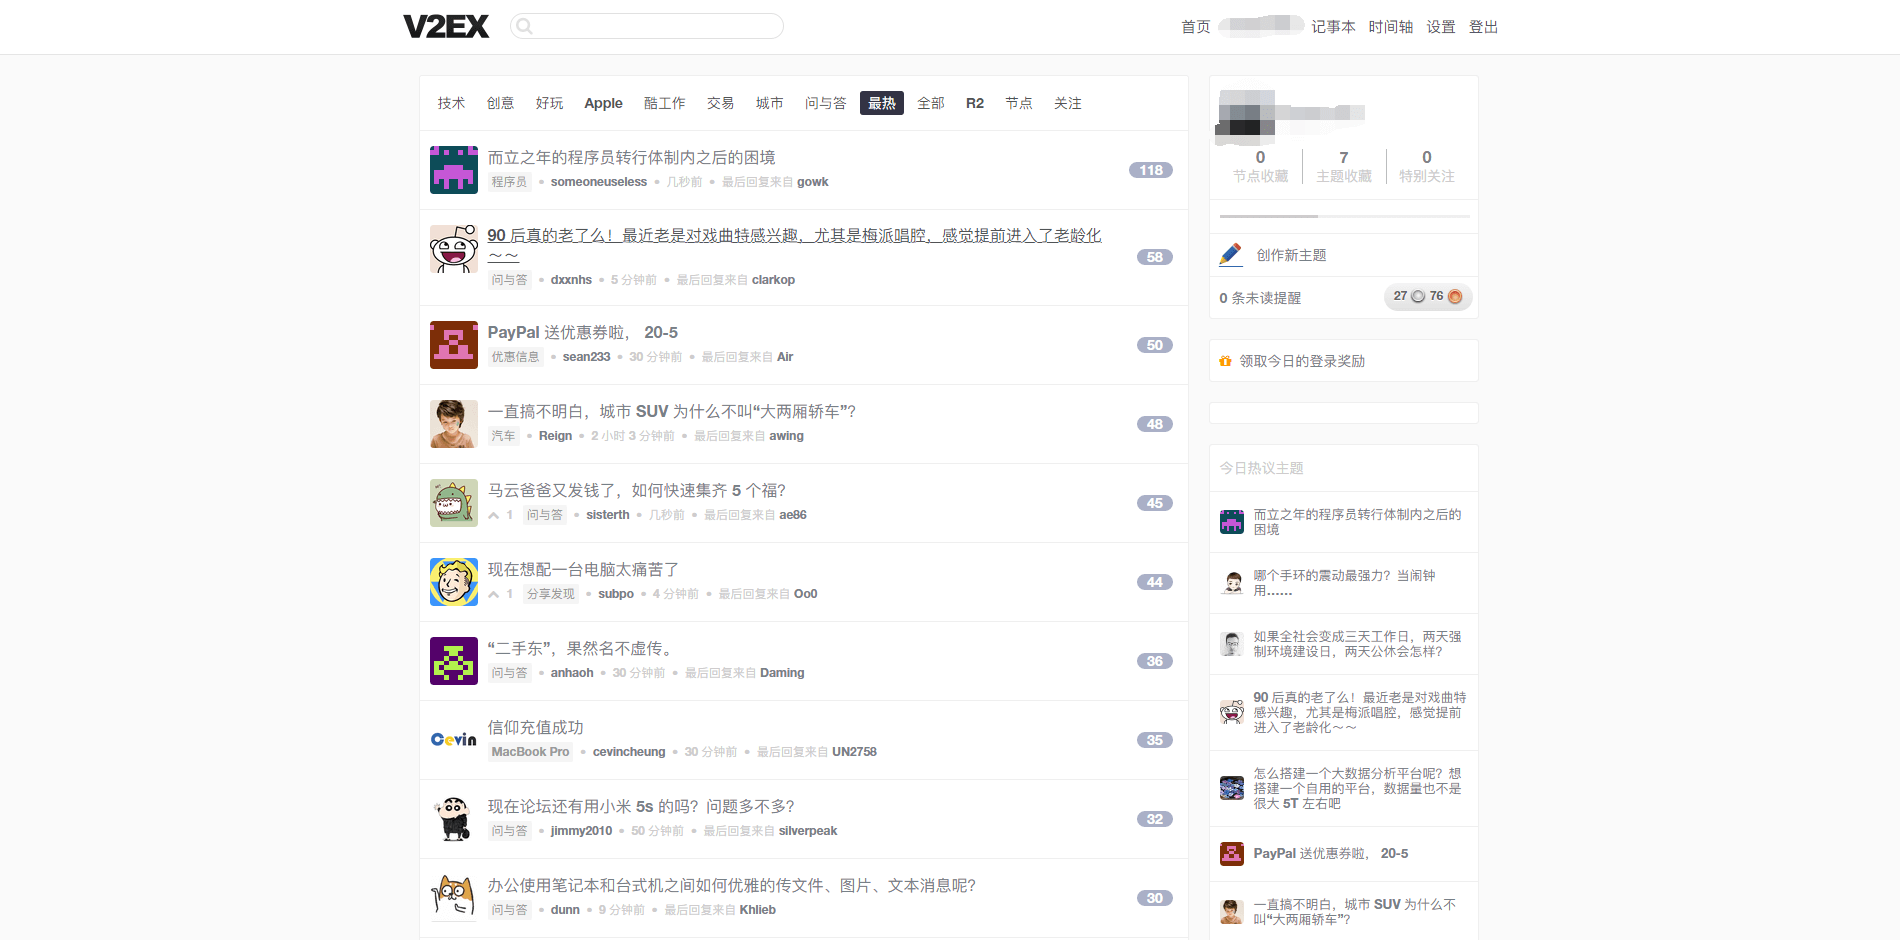 V2EX
首页 记事本 时间轴 设置 登出
技术 创意 好玩 Apple 酷工作 交易 城市 问与答 最热 全部 R2 节点 关注
而立之年的程序员转行体制内之后的困境
程序员 • someoneuseless • 几秒前 • 最后回复来自 gowk
118
90 后真的老了么！最近老是对戏曲特感兴趣，尤其是梅派唱腔，感觉提前进入了老龄化
～～
问与答 • dxxnhs • 5 分钟前 • 最后回复来自 clarkop
58
PayPal 送优惠券啦， 20-5
优惠信息 • sean233 • 30 分钟前 • 最后回复来自 Air
50
一直搞不明白，城市 SUV 为什么不叫“大两厢轿车”？
汽车 • Reign • 2 小时 3 分钟前 • 最后回复来自 awing
48
马云爸爸又发钱了，如何快速集齐 5 个福？
1 问与答 • sisterth • 几秒前 • 最后回复来自 ae86
45
现在想配一台电脑太痛苦了
1 分享发现 • subpo • 4 分钟前 • 最后回复来自 Oo0
44
“二手东”，果然名不虚传。
问与答 • anhaoh • 30 分钟前 • 最后回复来自 Daming
36
Cevin
信仰充值成功
MacBook Pro • cevincheung • 30 分钟前 • 最后回复来自 UN2758
35
现在论坛还有用小米 5s 的吗？问题多不多？
问与答 • jimmy2010 • 50 分钟前 • 最后回复来自 silverpeak
32
办公使用笔记本和台式机之间如何优雅的传文件、图片、文本消息呢？
问与答 • dunn • 9 分钟前 • 最后回复来自 Khlieb
30
0 7 0
节点收藏 主题收藏 特别关注
创作新主题
0 条未读提醒 27 76
领取今日的登录奖励
今日热议主题
而立之年的程序员转行体制内之后的
困境
哪个手环的震动最强力？当闹钟
用......
如果全社会变成三天工作日，两天强
制环境建设日，两天公休会怎样？
90 后真的老了么！最近老是对戏曲特
感兴趣，尤其是梅派唱腔，感觉提前
进入了老龄化～～
怎么搭建一个大数据分析平台呢？想
搭建一个自用的平台，数据量也不是
很大 5T 左右吧
PayPal 送优惠券啦， 20-5
一直搞不明白，城市 SUV 为什么不
叫“大两厢轿车”？